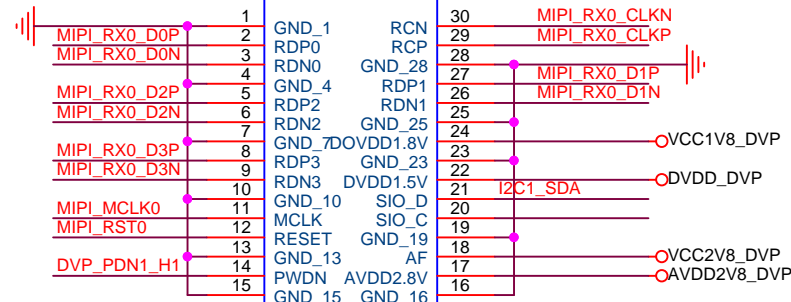 1 30 MIPI_RX0_CLKN
GND_1 RCN
MIPI_RX0_D0P 2 29 MIPI_RX0_CLKP
RDP0 RCP
MIPI_RX0_D0N 3 28
RDN0 GND_28
4 27 MIPI_RX0_D1P
GND_4 RDP1
MIPI_RX0_D2P 5 26 MIPI_RX0_D1N
RDP2 RDN1
MIPI_RX0_D2N 6 25
RDN2 GND_25
7 24 VCC1V8_DVP
GND_7 DOVDD1.8V
MIPI_RX0_D3P 8 23
RDP3 GND_23
MIPI_RX0_D3N 9 22 DVDD_DVP
RDN3 DVDD1.5V
10 21 I2C1_SDA
GND_10 SIO_D
MIPI_MCLK0 11 20
MCLK SIO_C
MIPI_RST0 12 19
RESET GND_19
13 18 VCC2V8_DVP
GND_13 AF
DVP_PDN1_H1 14 17 AVDD2V8_DVP
PWDN AVDD2.8V
15 16
GND_15 GND_16